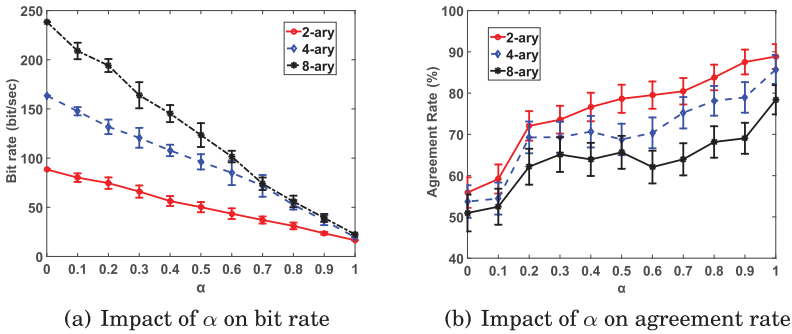 250
200
150
100
50
0
Bit rate (bit/sec)
2-ary
4-ary
8-ary
0 0.1 0.2 0.3 0.4 0.5 0.6 0.7 0.8 0.9 1
α
(a) Impact of α on bit rate
100
90
80
70
60
50
40
Agreement Rate (%)
2-ary
4-ary
8-ary
0 0.1 0.2 0.3 0.4 0.5 0.6 0.7 0.8 0.9 1
α
(b) Impact of α on agreement rate